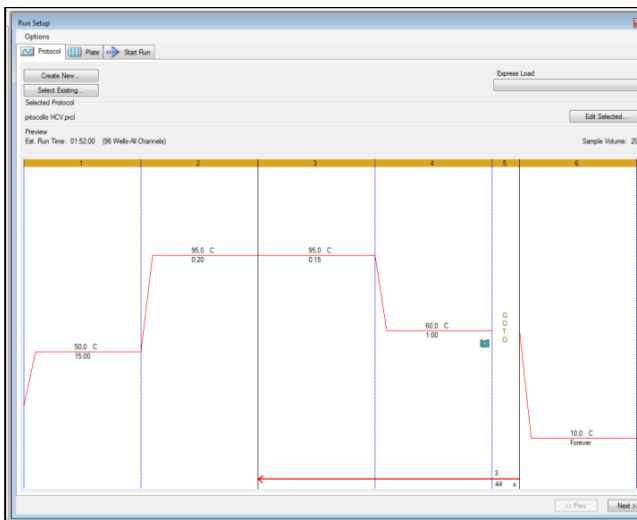 Run Setup
Options
Protocol Plate Start Run
Create New...
Express Load
Select Existing...
Selected Protocol
prtocollo HCV.prcl
Edit Selected...
Preview
Est. Run Time: 01:52:00 (96 Wells-All Channels)
Sample Volume: 20
1 2 3 4 5 6
95,0 C 95,0 C
0:20 0:15
60,0 C
1:00
GOTO
50,0 C
15:00
10,0 C
Forever
3
44 x
<< Prev Next >>